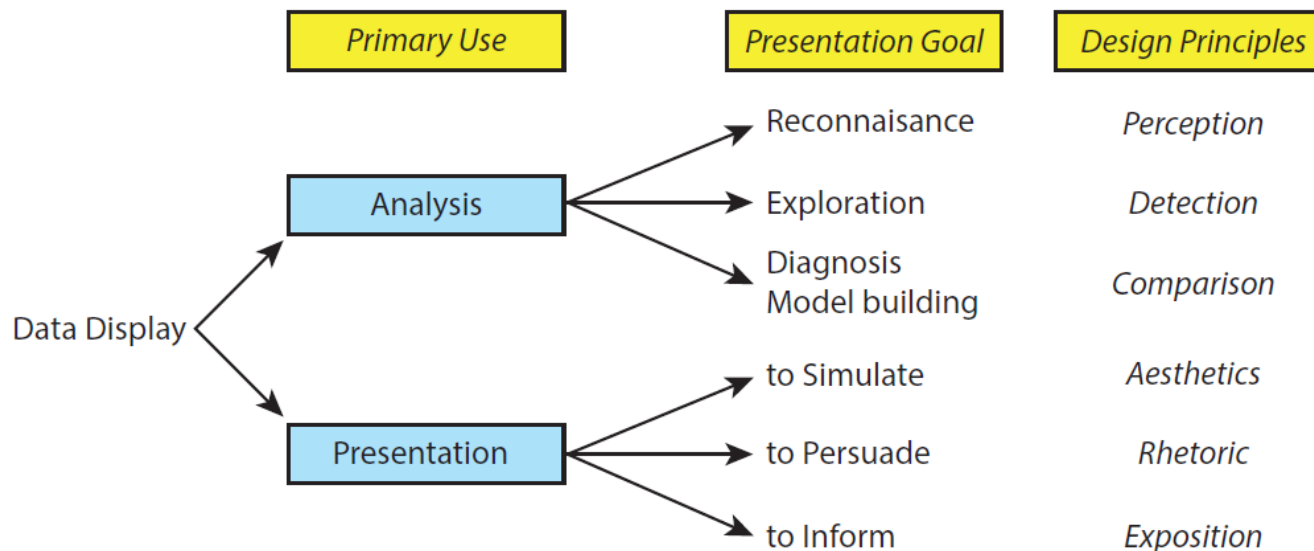 Primary Use
Presentation Goal
Design Principles
Reconnaisance
Perception
Analysis
Exploration
Detection
Diagnosis
Model building
Comparison
Data Display
to Simulate
Aesthetics
Presentation
to Persuade
Rhetoric
to Inform
Exposition